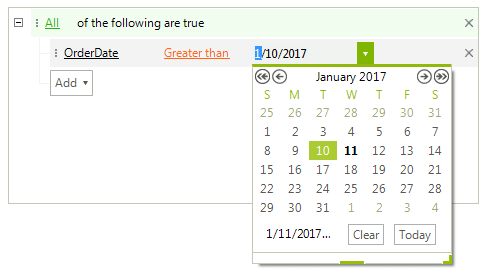 All of the following are true
OrderDate Greater than 1/10/2017
Add
January 2017
S M T W T F S
25 26 27 28 29 30 31
1 2 3 4 5 6 7
8 9 10 11 12 13 14
15 16 17 18 19 20 21
22 23 24 25 26 27 28
29 30 31 1 2 3 4
1/11/2017... Clear Today